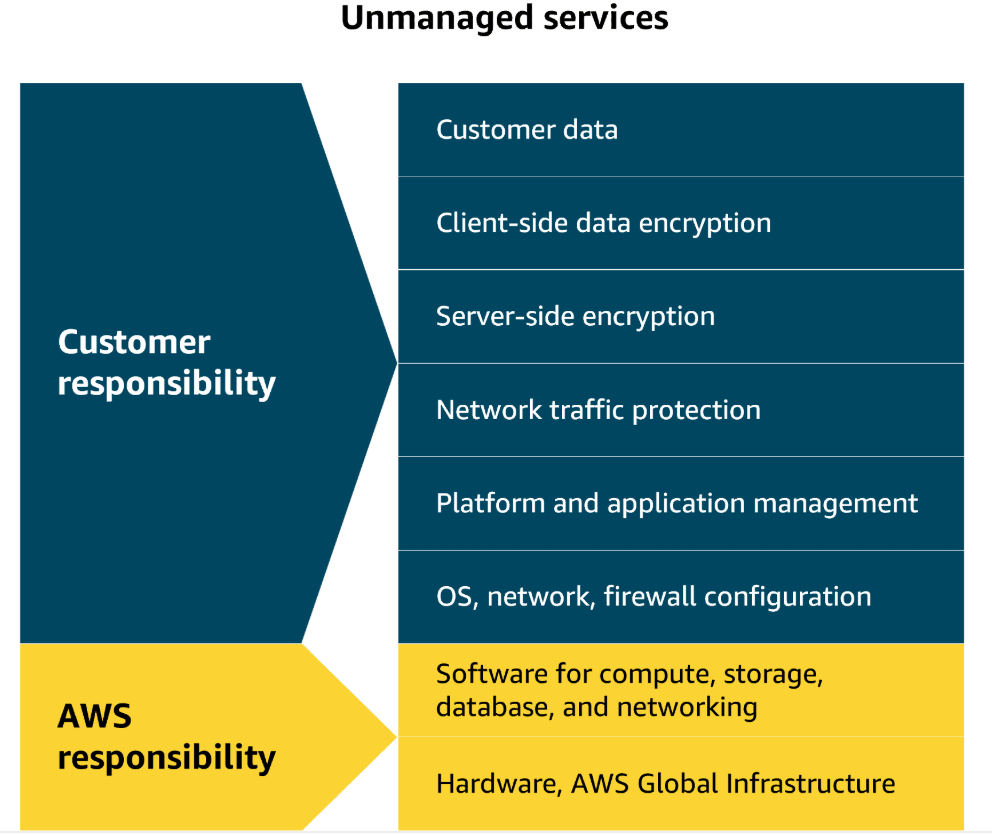 Unmanaged services
Customer
responsibility
Customer data
Client-side data encryption
Server-side encryption
Network traffic protection
Platform and application management
OS, network, firewall configuration
AWS
responsibility
Software for compute, storage,
database, and networking
Hardware, AWS Global Infrastructure